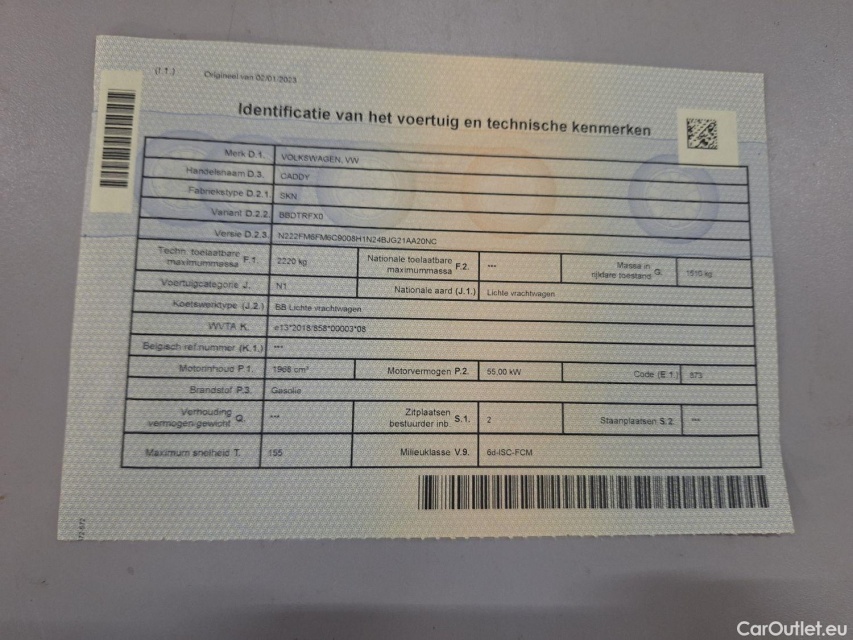 (I.T.) Origineel van 02/01/2023
Identificatie van het voertuig en technische kenmerken
Merk D.1. VOLKSWAGEN, VW
Handelsnaam D.3. CADDY
Fabriekstype D.2.1. SKN
Variant D.2.2. BBDTRFX0
Versie D.2.3. N222FM6FM6C9008H1N24BJG21AA20NC
Techn. toelaatbare maximummassa F.1. 2220 kg Nationale toelaatbare maximummassa F.2. --- Massa in rijklare toestand G. 1510 kg
Voertuigcategorie J. N1 Nationale aard (J.1.) Lichte vrachtwagen
Koetswerktype (J.2.) BB Lichte vrachtwagen
WVTA K. e13*2018/858*00003*08
Belgisch ref.nummer (K.1.) ---
Motorinhoud P.1. 1968 cm³ Motorvermogen P.2. 55,00 kW Code (E.1.) 873
Brandstof P.3. Gasolie
Verhouding vermogen/gewicht Q. --- Zitplaatsen bestuurder inb. S.1. 2 Staanplaatsen S.2. ---
Maximum snelheid T. 155 Milieuklasse V.9. 6d-ISC-FCM
CarOutlet.eu